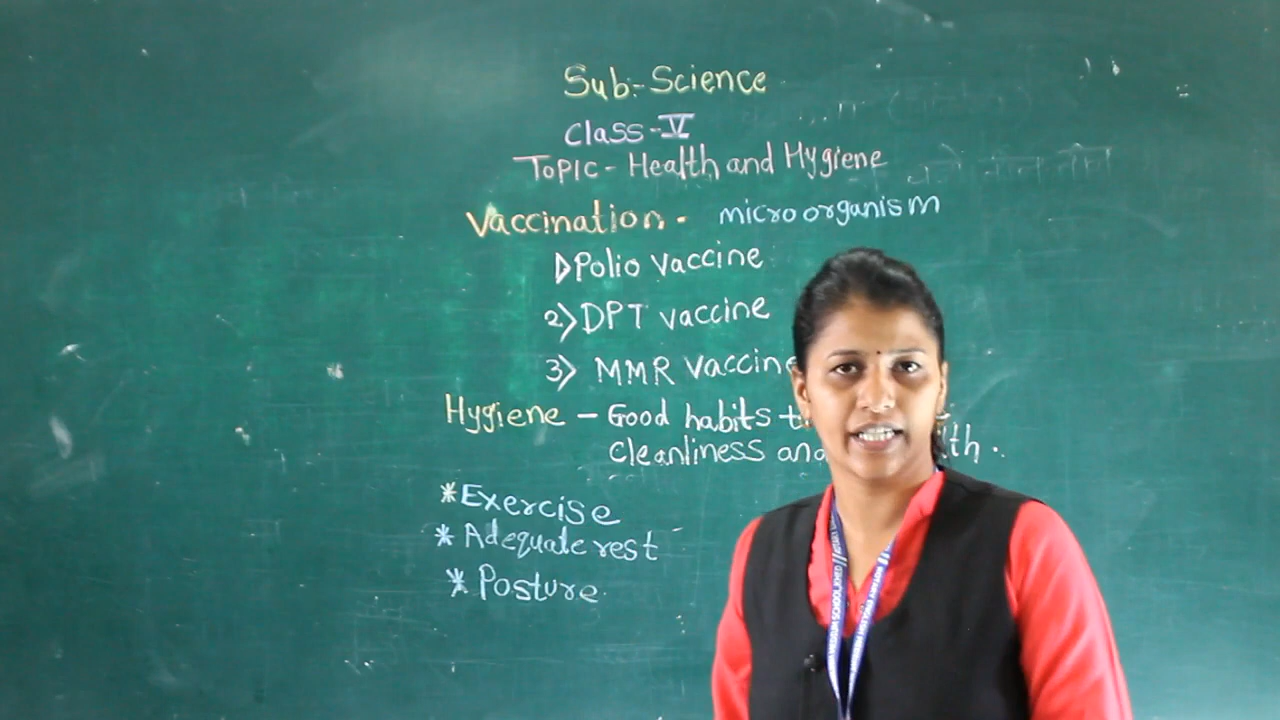 Sub:- Science
Class - V
Topic - Health and Hygiene
Vaccination. microorganism
1) Polio vaccine
2) DPT vaccine
3) MMR vaccine
Hygiene - Good habits
cleanliness and
* Exercise
* Adequate rest
* Posture.